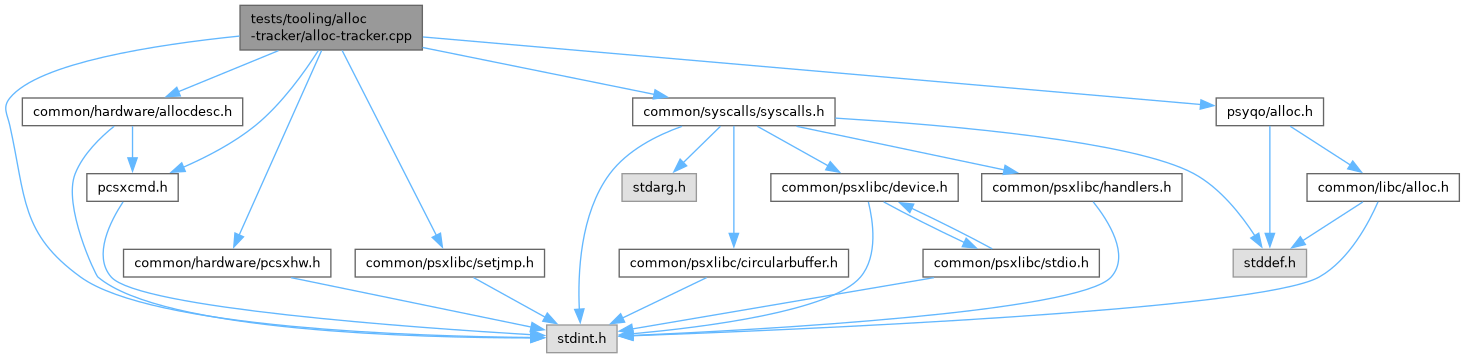 tests/tooling/alloc
-tracker/alloc-tracker.cpp
common/hardware/allocdesc.h
common/syscalls/syscalls.h
psyqo/alloc.h
pcsxcmd.h
stdarg.h
common/psxlibc/device.h
common/psxlibc/handlers.h
common/libc/alloc.h
common/hardware/pcsxhw.h
common/psxlibc/setjmp.h
common/psxlibc/circularbuffer.h
common/psxlibc/stdio.h
stddef.h
stdint.h